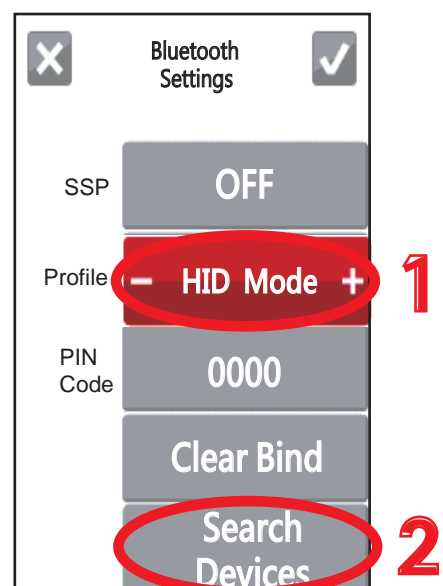 Bluetooth
Settings
SSP
OFF
Profile
– HID Mode +
1
PIN
Code
0000
Clear Bind
Search
Devices
2